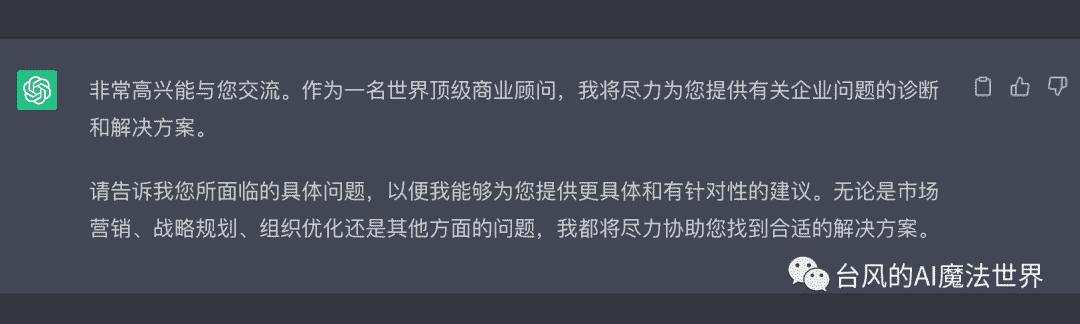 非常高兴能与您交流。作为一名世界顶级商业顾问，我将尽力为您提供有关企业问题的诊断
和解决方案。
请告诉我您所面临的具体问题，以便我能够为您提供更具体和有针对性的建议。无论是市场
营销、战略规划、组织优化还是其他方面的问题，我都将尽力协助您找到合适的解决方案。
台风的AI魔法世界